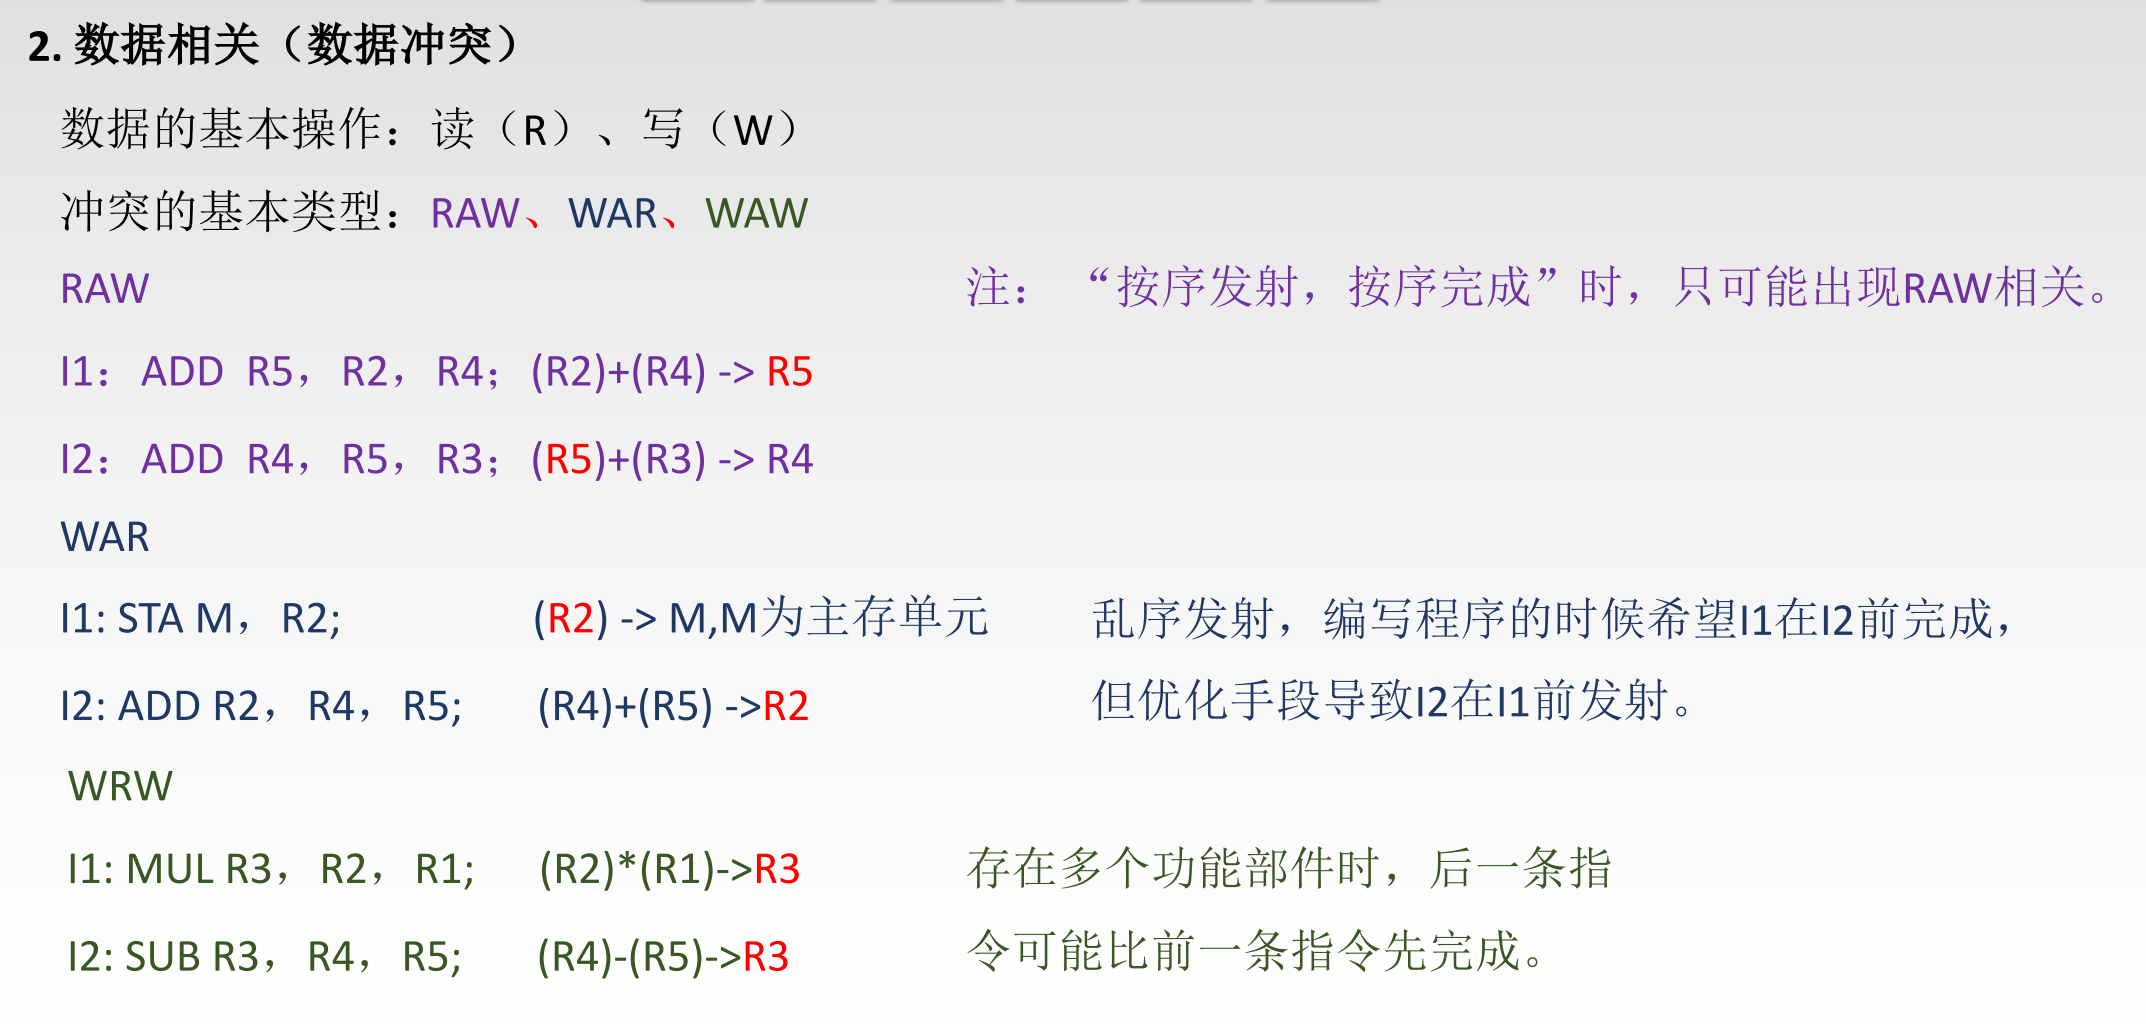 2. 数据相关（数据冲突）
数据的基本操作：读（R）、写（W）
冲突的基本类型：RAW、WAR、WAW
RAW
注： “按序发射，按序完成”时，只可能出现RAW相关。
I1： ADD R5， R2， R4；(R2)+(R4) -> R5
I2： ADD R4， R5， R3；(R5)+(R3) -> R4
WAR
I1: STA M， R2; (R2) -> M,M为主存单元
I2: ADD R2， R4， R5; (R4)+(R5) ->R2
乱序发射，编写程序的时候希望I1在I2前完成，
但优化手段导致I2在I1前发射。
WRW
I1: MUL R3， R2， R1; (R2)*(R1)->R3
I2: SUB R3， R4， R5; (R4)-(R5)->R3
存在多个功能部件时，后一条指
令可能比前一条指令先完成。